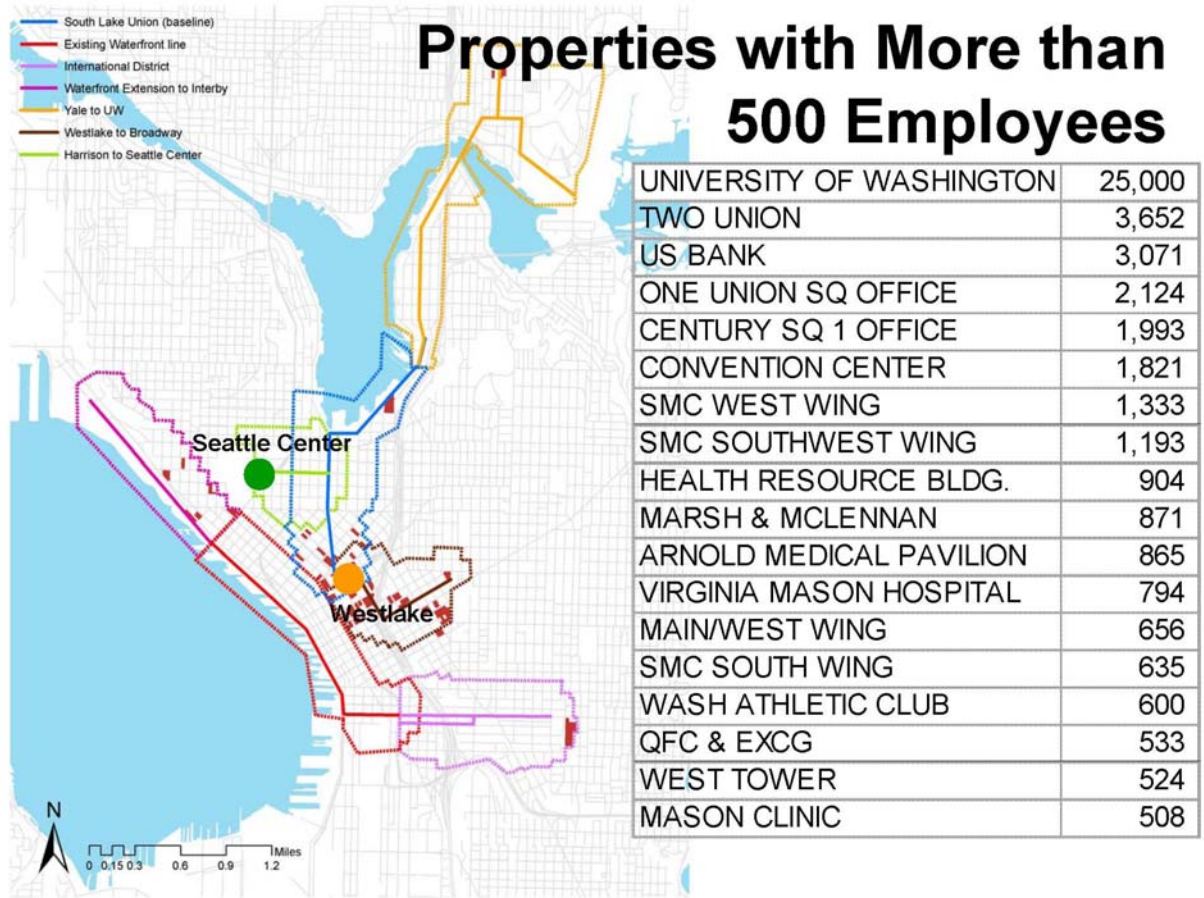 South Lake Union (baseline)
Existing Waterfront line
International District
Waterfront Extension to Interby
Yale to UW
Westlake to Broadway
Harrison to Seattle Center
Properties with More than
500 Employees
UNIVERSITY OF WASHINGTON 25,000
TWO UNION 3,652
US BANK 3,071
ONE UNION SQ OFFICE 2,124
CENTURY SQ 1 OFFICE 1,993
CONVENTION CENTER 1,821
SMC WEST WING 1,333
SMC SOUTHWEST WING 1,193
HEALTH RESOURCE BLDG. 904
MARSH & MCLENNAN 871
ARNOLD MEDICAL PAVILION 865
VIRGINIA MASON HOSPITAL 794
MAIN/WEST WING 656
SMC SOUTH WING 635
WASH ATHLETIC CLUB 600
QFC & EXCG 533
WEST TOWER 524
MASON CLINIC 508
Seattle Center
Westlake
N
Miles
0 0.15 0.3 0.6 0.9 1.2